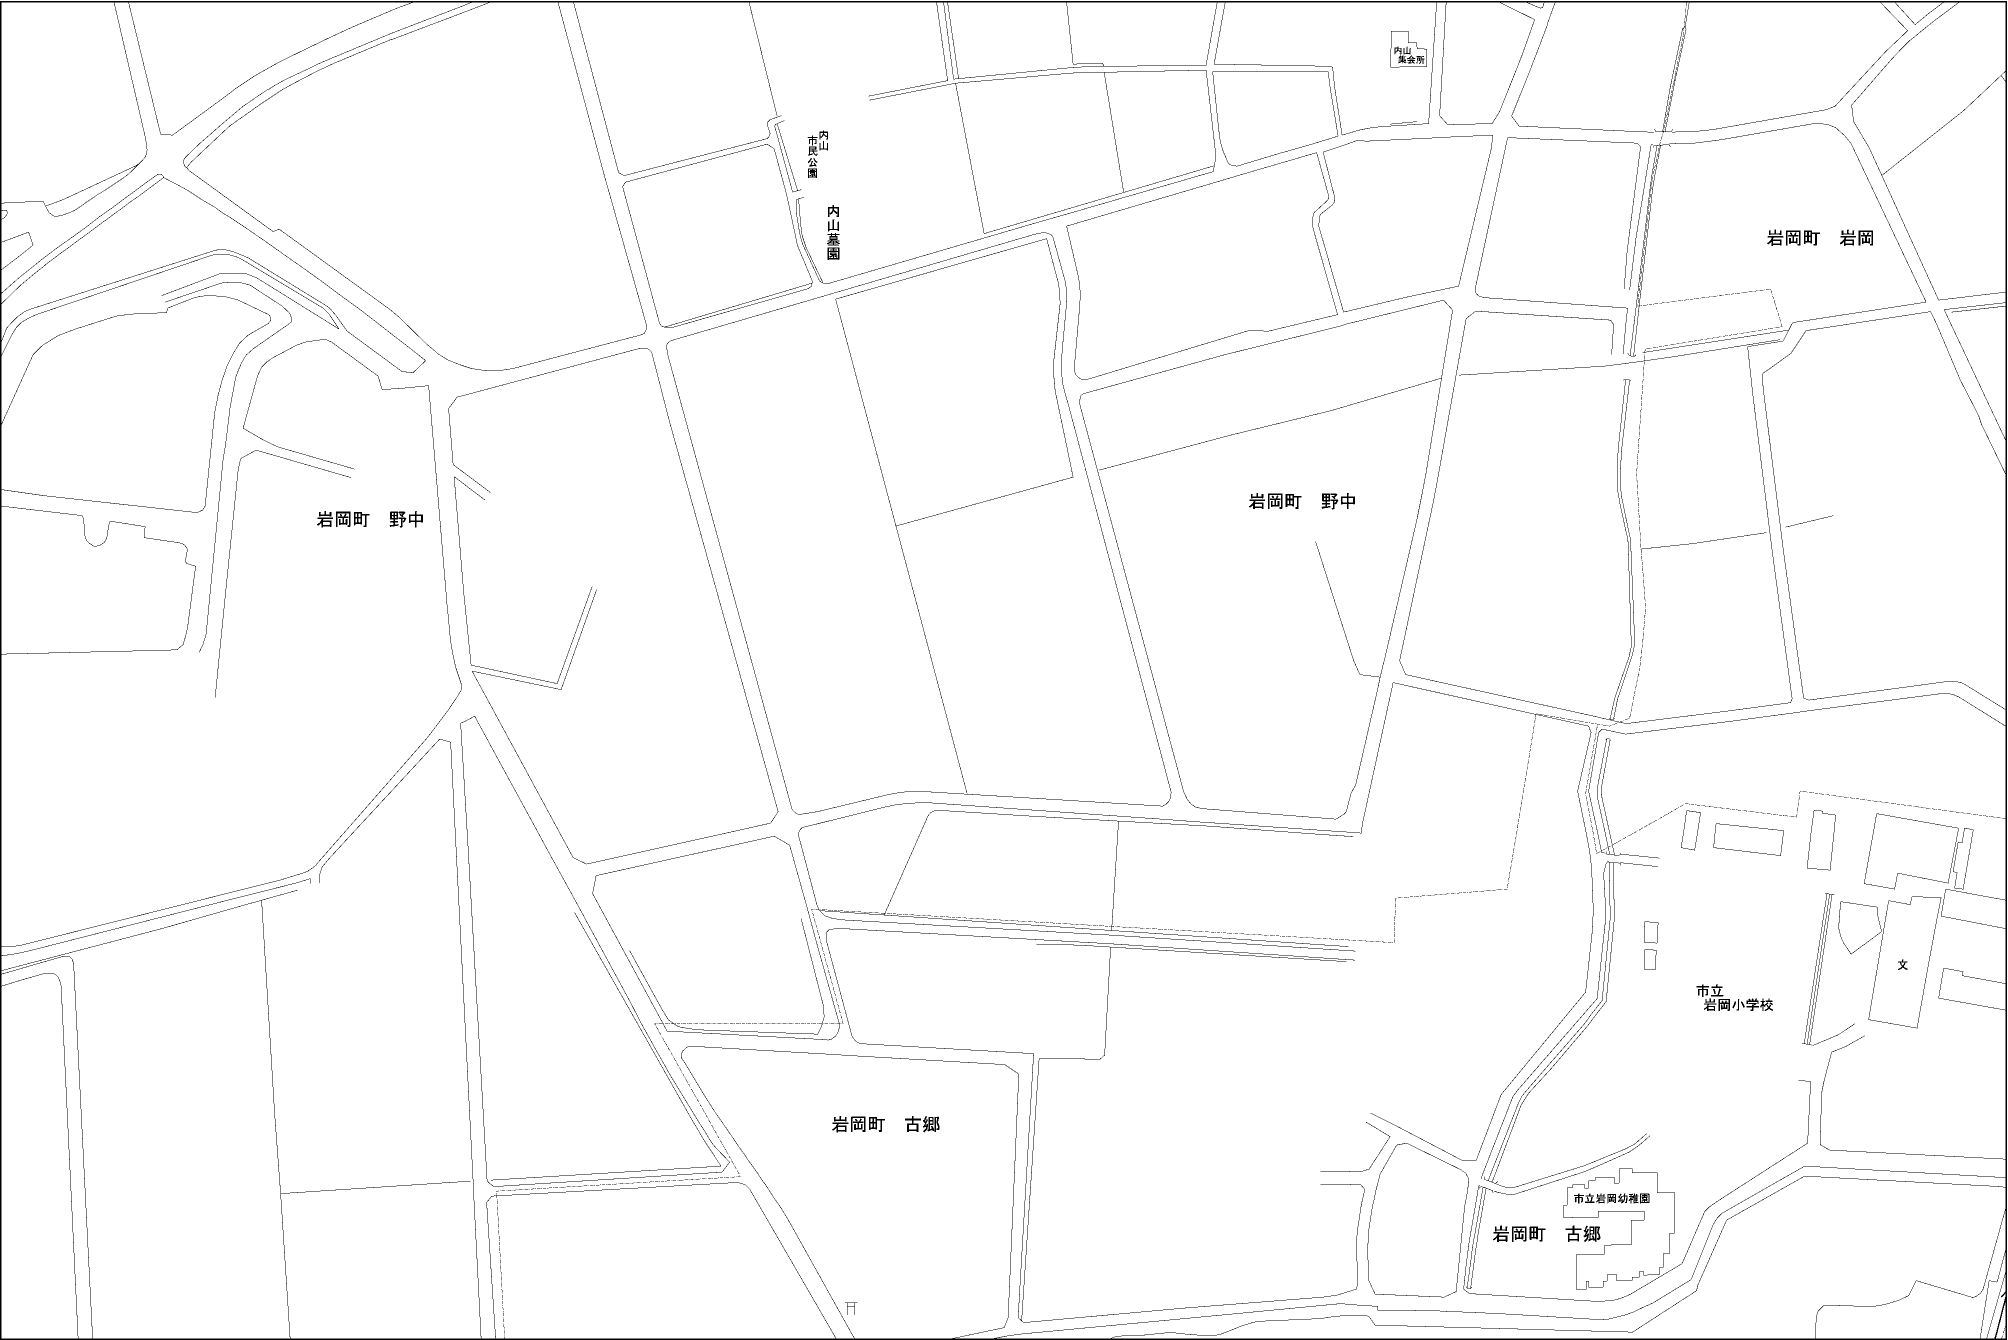 内山
集会所
内山
市民公園
内山墓園
岩岡町　岩岡
岩岡町　野中
岩岡町　野中
文
市立
岩岡小学校
岩岡町　古郷
市立岩岡幼稚園
岩岡町　古郷